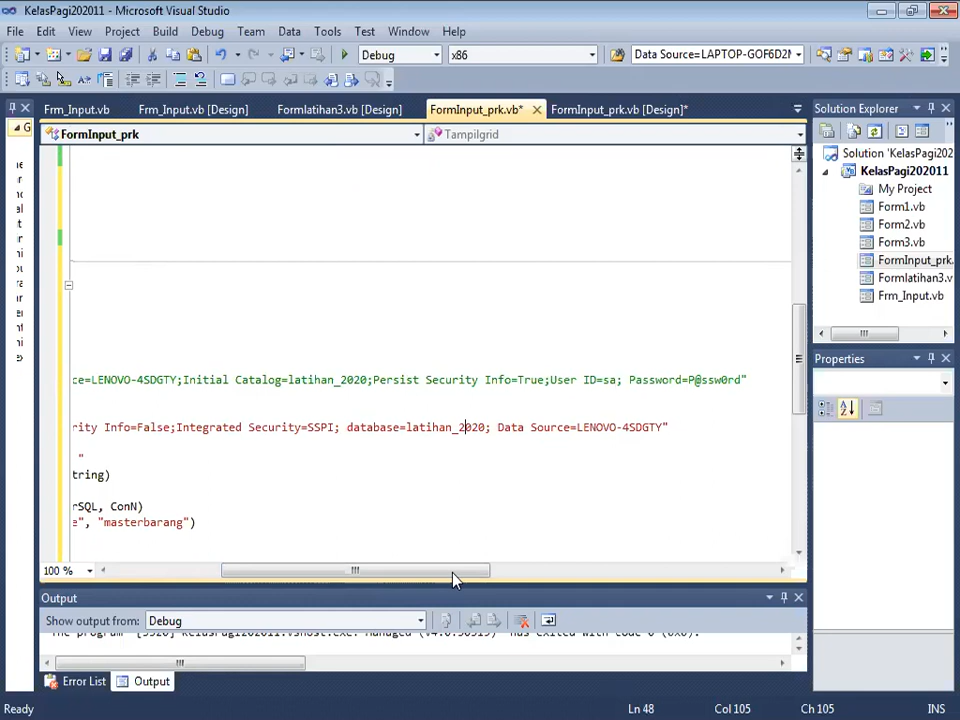 KelasPagi202011 - Microsoft Visual Studio
File Edit View Project Build Debug Team Data Tools Test Window Help
Debug x86 Data Source=LAPTOP-GOF6D2N
Frm_Input.vb Frm_Input.vb [Design] Formlatihan3.vb [Design] FormInput_prk.vb* FormInput_prk.vb [Design]* Solution Explorer
FormInput_prk Tampilgrid
Solution 'KelasPagi202
KelasPagi202011
My Project
Form1.vb
Form2.vb
Form3.vb
FormInput_prk.
Formlatihan3.v
Frm_Input.vb
ce=LENOVO-4SDGTY;Initial Catalog=latihan_2020;Persist Security Info=True;User ID=sa; Password=P@ssw0rd"
rity Info=False;Integrated Security=SSPI; database=latihan_2020; Data Source=LENOVO-4SDGTY"
"
tring)
rSQL, ConN)
e", "masterbarang")
100 %
Properties
Output
Show output from: Debug
Error List Output
Ready Ln 48 Col 105 Ch 105 INS